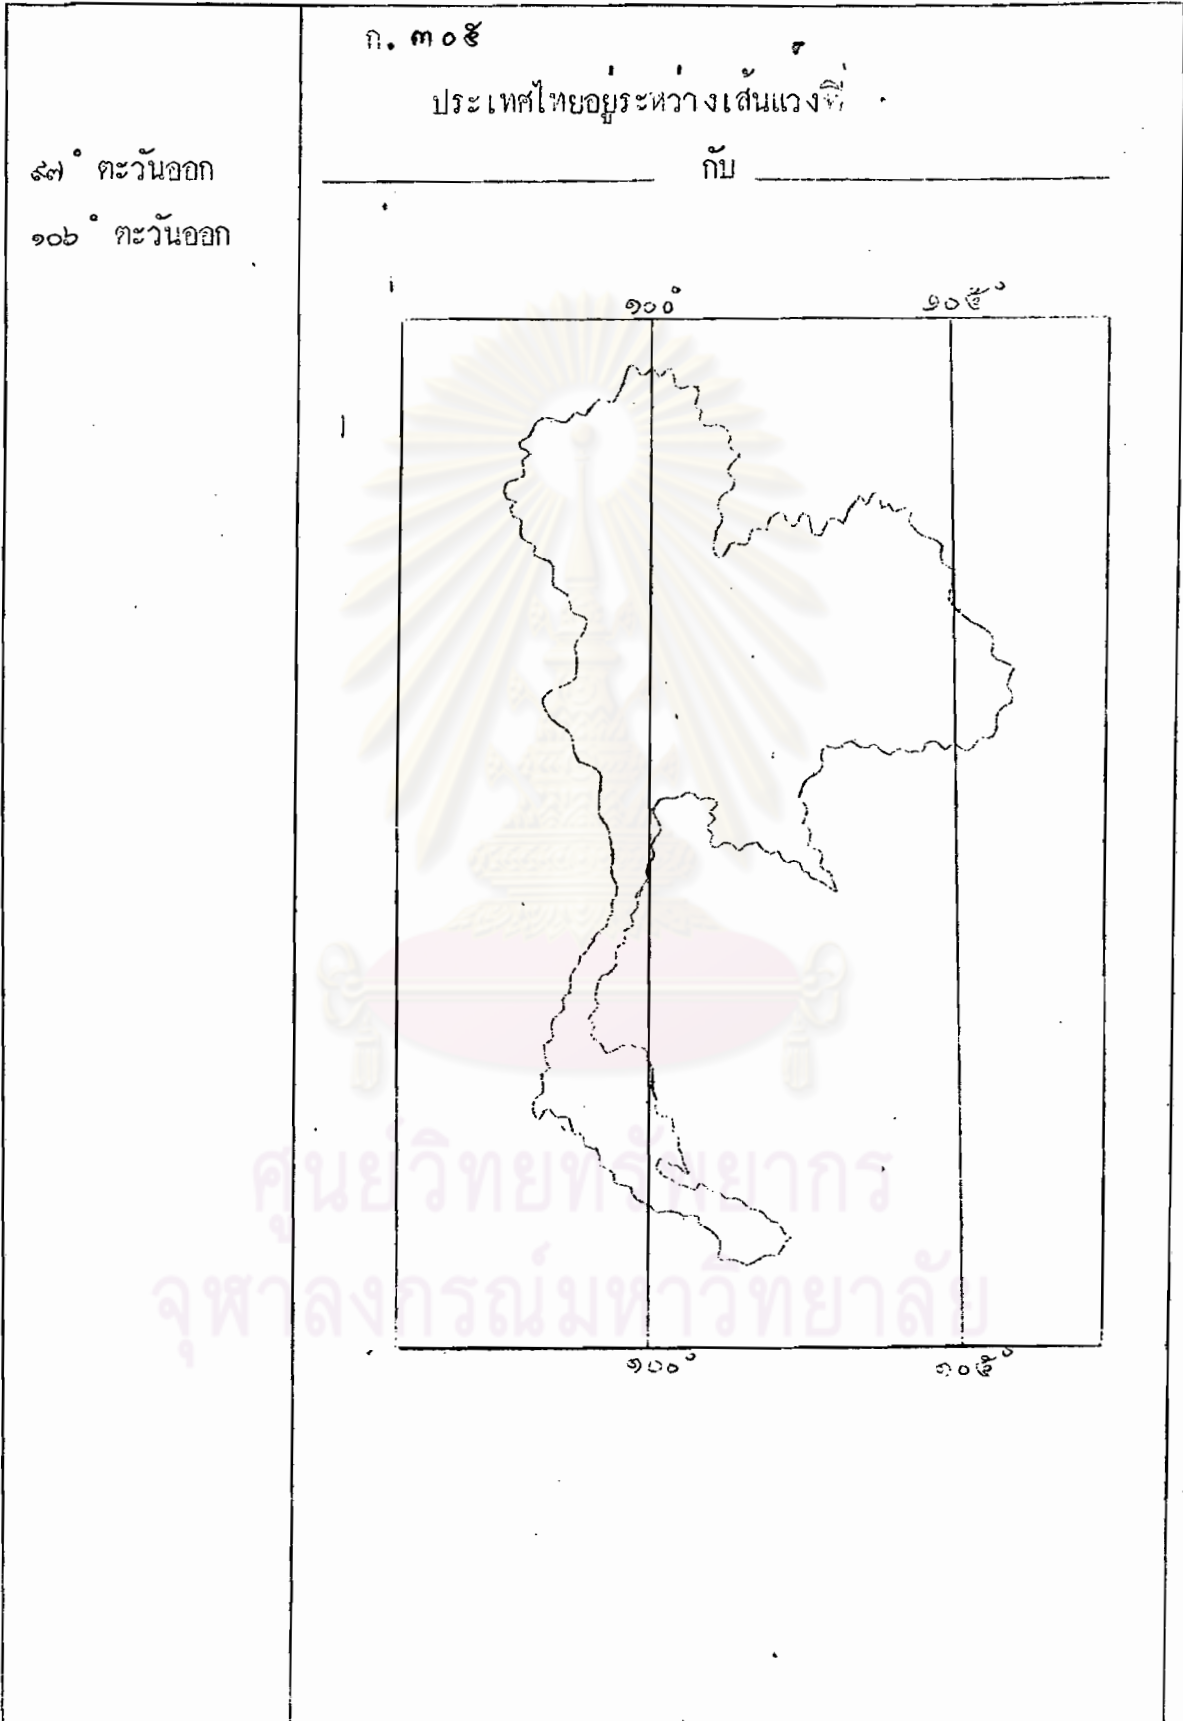 ก. ๓๐๕
ประเทศไทยอยู่ระหว่างเส้นแวงที่
กับ
๙๗° ตะวันออก
๑๐๖° ตะวันออก
๑๐๐° ๑๐๕°
๑๐๐° ๑๐๕°
ศูนย์วิทยทรัพยากร
จุฬาลงกรณ์มหาวิทยาลัย